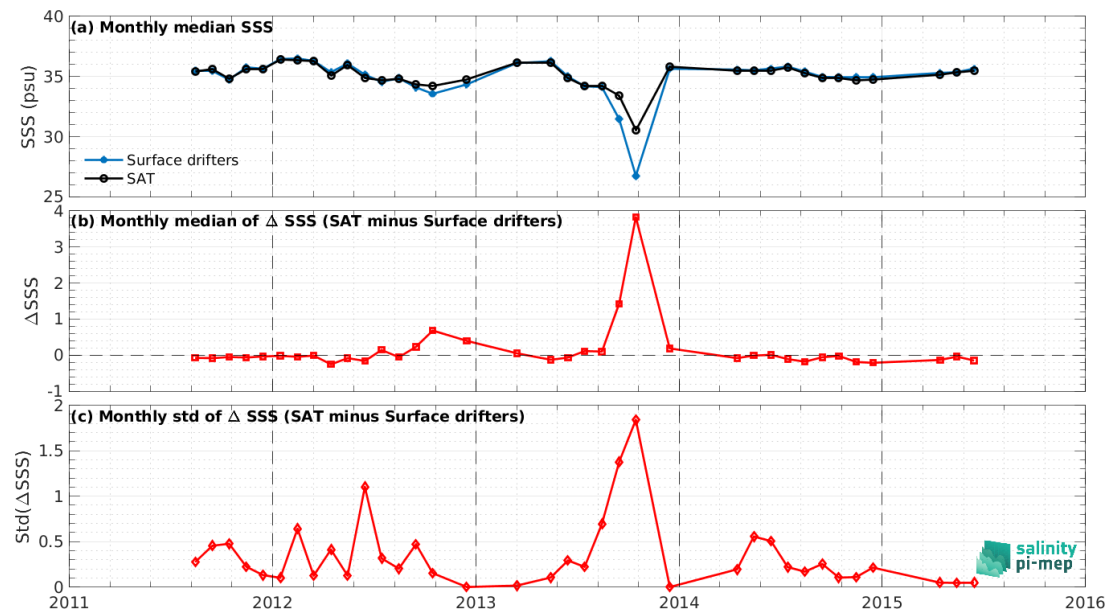 (a) Monthly median SSS
40
35
30
25
SSS (psu)
Surface drifters
SAT
(b) Monthly median of Δ SSS (SAT minus Surface drifters)
4
3
2
1
0
-1
ΔSSS
(c) Monthly std of Δ SSS (SAT minus Surface drifters)
2
1.5
1
0.5
0
Std(ΔSSS)
2011 2012 2013 2014 2015 2016
salinity
pi-mep